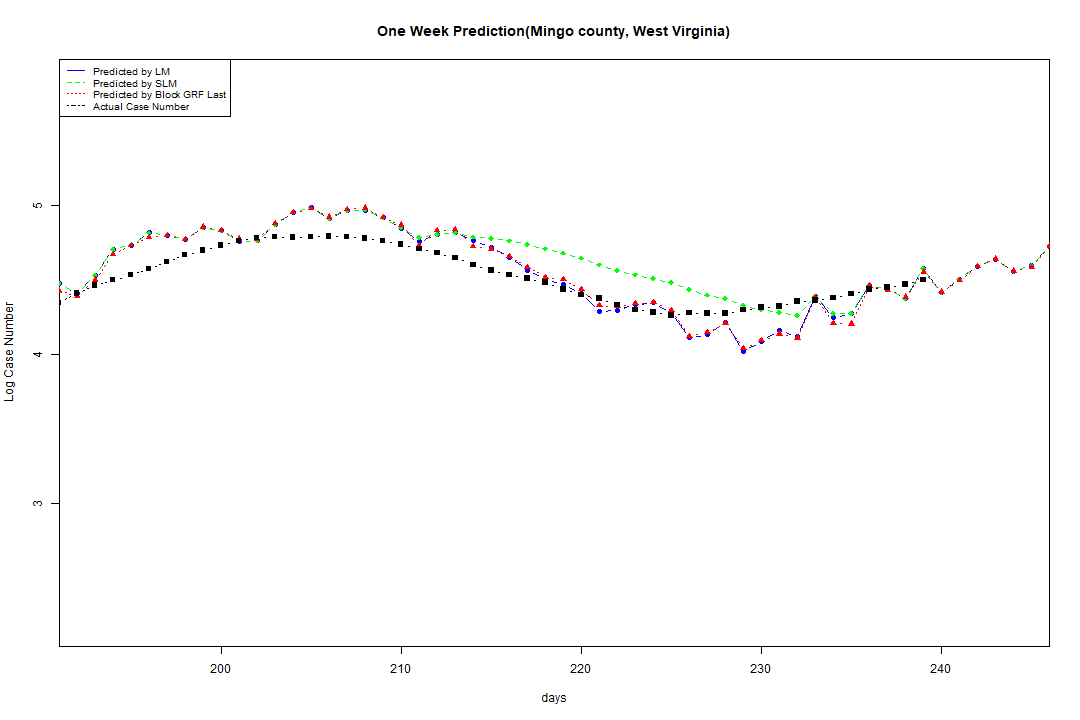 One Week Prediction(Mingo county, West Virginia)
Predicted by LM
Predicted by SLM
Predicted by Block GRF Last
Actual Case Number
5
4
3
Log Case Number
200 210 220 230 240
days